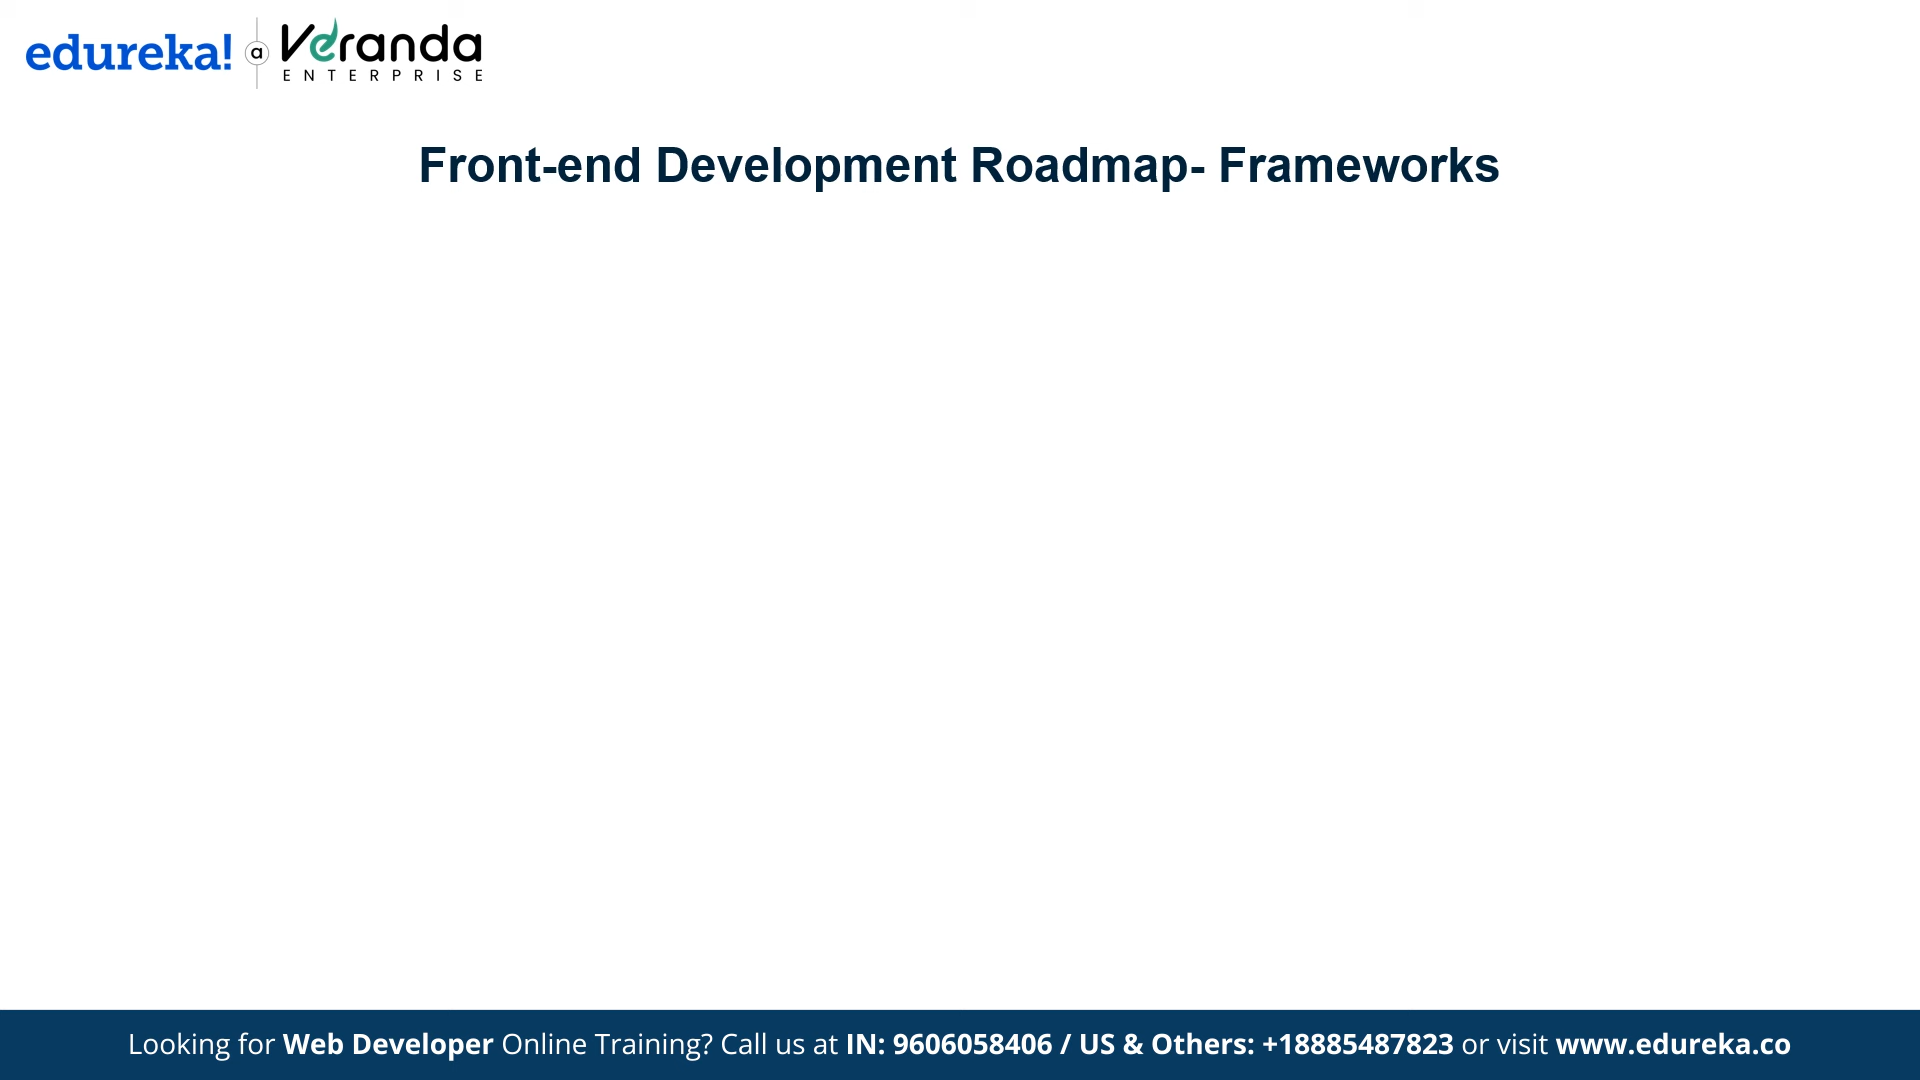 edureka! a Veranda
ENTERPRISE
Front-end Development Roadmap- Frameworks
Looking for Web Developer Online Training? Call us at IN: 9606058406 / US & Others: +18885487823 or visit www.edureka.co